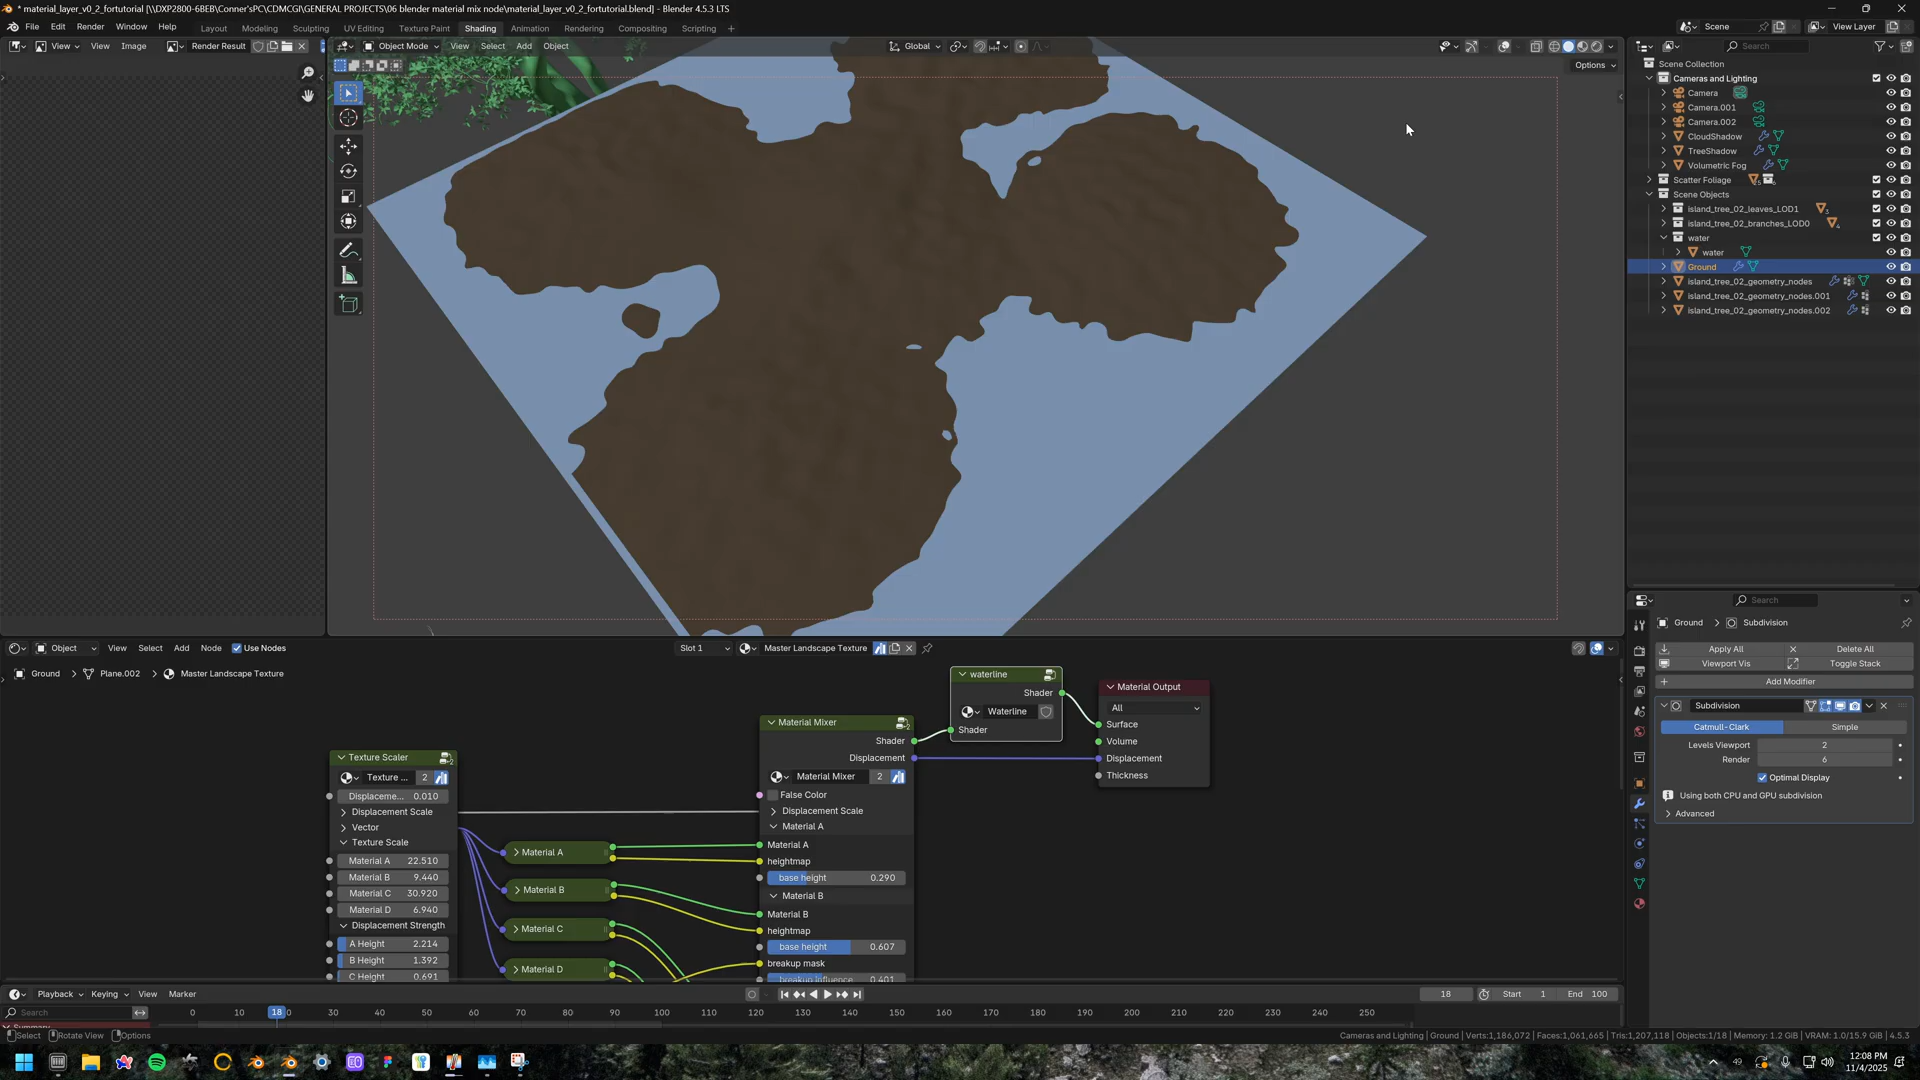 * material_layer_v0_2_fortutorial [\\DXP2800-6BEB\Conner'sPC\CDMCGI\GENERAL PROJECTS\06 blender material mix node\material_layer_v0_2_fortutorial.blend] - Blender 4.5.3 LTS
File Edit Render Window Help Layout Modeling Sculpting UV Editing Texture Paint Shading Animation Rendering Compositing Scripting + Scene View Layer
View View Image Render Result Object Mode View Select Add Object Global Search
Options
Scene Collection
Cameras and Lighting
Camera
Camera.001
Camera.002
CloudShadow
TreeShadow
Volumetric Fog
Scatter Foliage
Scene Objects
island_tree_02_leaves_LOD1
island_tree_02_branches_LOD0
water
water
Ground
island_tree_02_geometry_nodes
island_tree_02_geometry_nodes.001
island_tree_02_geometry_nodes.002
Search
Ground > Subdivision
Apply All Delete All
Viewport Vis Toggle Stack
Add Modifier
Subdivision
Catmull-Clark Simple
Levels Viewport 2
Render 6
Optimal Display
Using both CPU and GPU subdivision
Advanced
Object View Select Add Node Use Nodes Slot 1 Master Landscape Texture
Ground > Plane.002 > Master Landscape Texture
waterline
Shader
Waterline
Shader
Material Output
All
Surface
Volume
Displacement
Thickness
Material Mixer
Shader
Displacement
Material Mixer 2
False Color
Displacement Scale
Material A
Material A
heightmap
base height 0.290
Material B
Material B
heightmap
base height 0.607
breakup mask
breakup influence 0.401
Texture Scaler
Texture ... 2
Displaceme... 0.010
Displacement Scale
Vector
Texture Scale
Material A 22.510
Material B 9.440
Material C 30.920
Material D 6.940
Displacement Strength
A Height 2.214
B Height 1.392
C Height 0.691
Material A
Material B
Material C
Material D
Playback Keying View Marker 18 Start 1 End 100
Search 0 10 18 30 40 50 60 70 80 90 100 110 120 130 140 150 160 170 180 190 200 210 220 230 240 250
Summary
Select Rotate View Options Cameras and Lighting | Ground | Verts:1,186,072 | Faces:1,061,665 | Tris:1,207,118 | Objects:1/18 | Memory: 1.2 GiB | VRAM: 1.0/15.9 GiB | 4.5.3
49 12:08 PM
11/4/2025